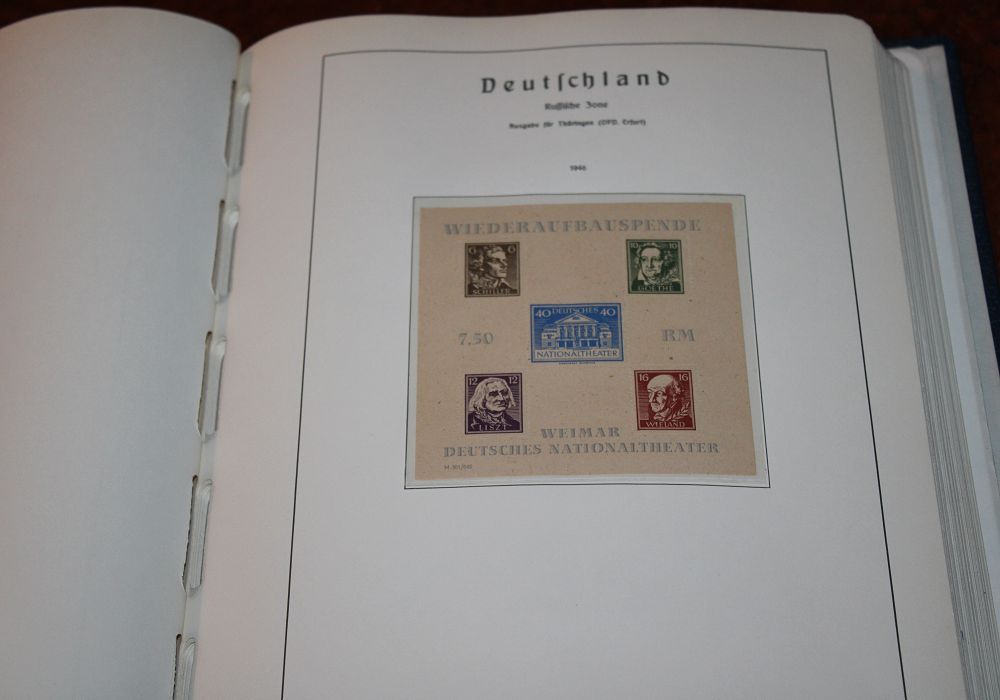 Deutſchland
Ruſſiſche Zone
Ausgabe für Thüringen (OPD. Erfurt)
1946
WIEDERAUFBAUSPENDE
6 6
SCHILLER
10 10
GOETHE
40 DEUTSCHES 40
NATIONALTHEATER
7.50 RM
12 12
LISZT
16 16
WIELAND
WEIMAR
DEUTSCHES NATIONALTHEATER